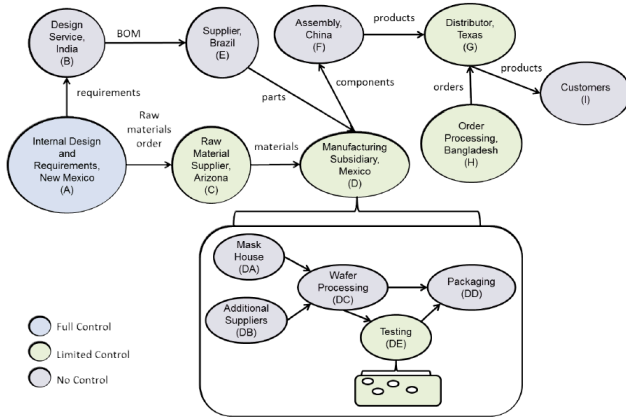 Design
Service,
India
(B)
BOM
Supplier,
Brazil
(E)
Assembly,
China
(F)
products
Distributor,
Texas
(G)
products
Customers
(I)
requirements
parts
components
orders
Internal Design
and
Requirements,
New Mexico
(A)
Raw
materials
order
Raw
Material
Supplier,
Arizona
(C)
materials
Manufacturing
Subsidiary,
Mexico
(D)
Order
Processing,
Bangladesh
(H)
Mask
House
(DA)
Wafer
Processing
(DC)
Packaging
(DD)
Additional
Suppliers
(DB)
Testing
(DE)
Full Control
Limited Control
No Control